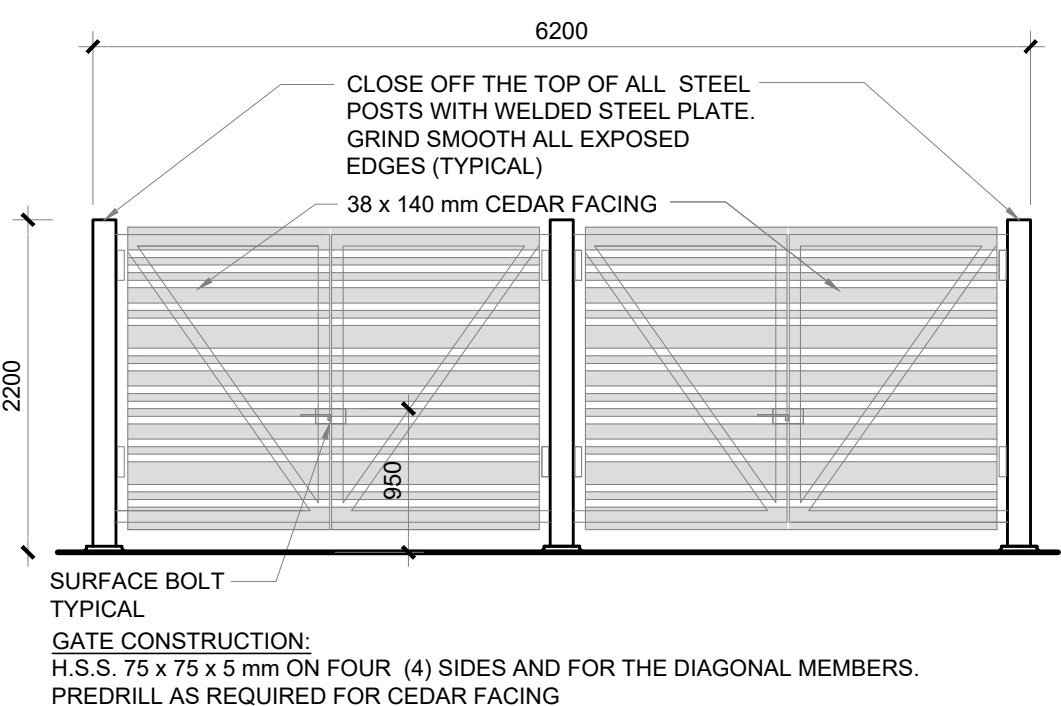 6200
CLOSE OFF THE TOP OF ALL STEEL
POSTS WITH WELDED STEEL PLATE.
GRIND SMOOTH ALL EXPOSED
EDGES (TYPICAL)
38 x 140 mm CEDAR FACING
2200
950
SURFACE BOLT
TYPICAL
GATE CONSTRUCTION:
H.S.S. 75 x 75 x 5 mm ON FOUR (4) SIDES AND FOR THE DIAGONAL MEMBERS.
PREDRILL AS REQUIRED FOR CEDAR FACING